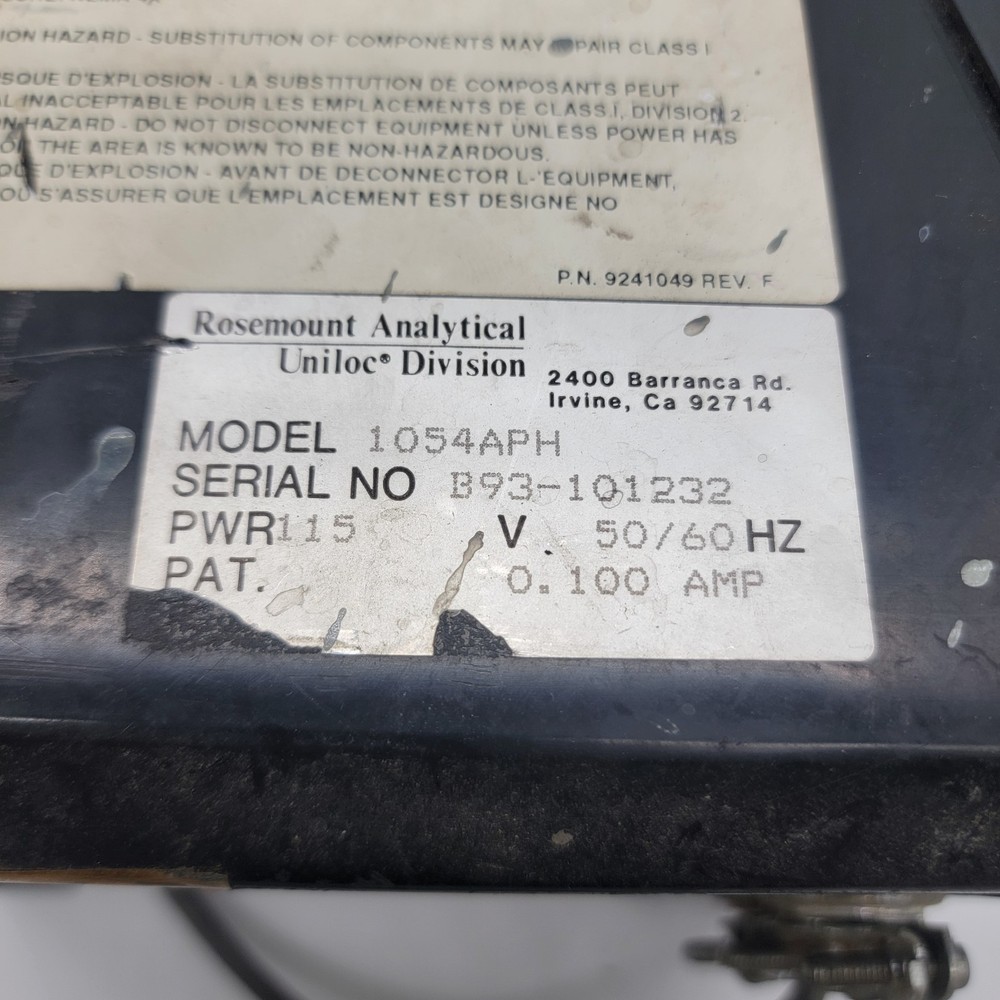 ION HAZARD - SUBSTITUTION OF COMPONENTS MAY PAIR CLASS I
SQUE D'EXPLOSION - LA SUBSTITUTION DE COMPOSANTS PEUT
AL INACCEPTABLE POUR LES EMPLACEMENTS DE CLASS I, DIVISION 2.
N HAZARD - DO NOT DISCONNECT EQUIPMENT UNLESS POWER HAS
OR THE AREA IS KNOWN TO BE NON-HAZARDOUS.
QUE D'EXPLOSION - AVANT DE DECONNECTOR L-'EQUIPMENT,
OU S'ASSURER QUE L'EMPLACEMENT EST DESIGNE NO
P.N. 9241049 REV. F
Rosemount Analytical
Uniloc® Division
2400 Barranca Rd.
Irvine, Ca 92714
MODEL 1054APH
SERIAL NO B93-101232
PWR 115 V. 50/60 HZ
PAT. 0.100 AMP